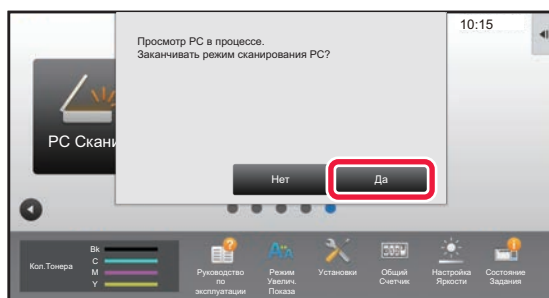 10:15
Просмотр PC в процессе.
Заканчивать режим сканирования PC?
PC Скани
Нет
Да
Кол.Тонера
Bk
C
M
Y
Руководство
по
эксплуатации
Режим
Увелич.
Показа
Установки
Общий
Счетчик
Настройка
Яркости
Состояние
Задания